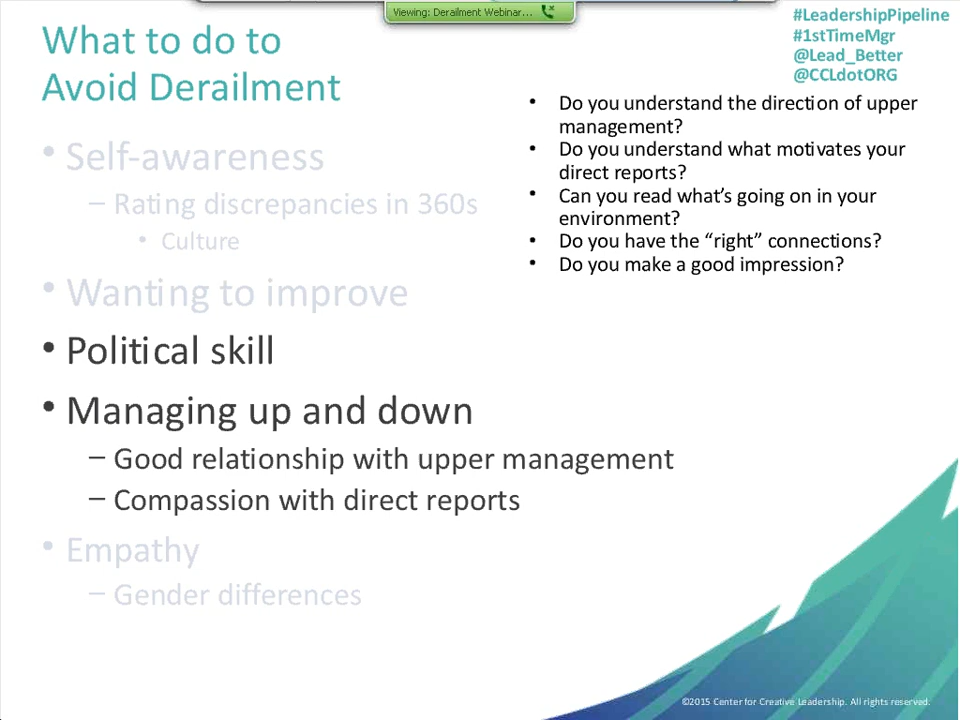 Viewing: Derailment Webinar...
#LeadershipPipeline
#1stTimeMgr
@Lead_Better
@CCLdotORG
What to do to
Avoid Derailment
• Self-awareness
– Rating discrepancies in 360s
• Culture
• Wanting to improve
• Political skill
• Managing up and down
– Good relationship with upper management
– Compassion with direct reports
• Empathy
– Gender differences
• Do you understand the direction of upper
management?
• Do you understand what motivates your
direct reports?
• Can you read what’s going on in your
environment?
• Do you have the “right” connections?
• Do you make a good impression?
©2015 Center for Creative Leadership. All rights reserved.